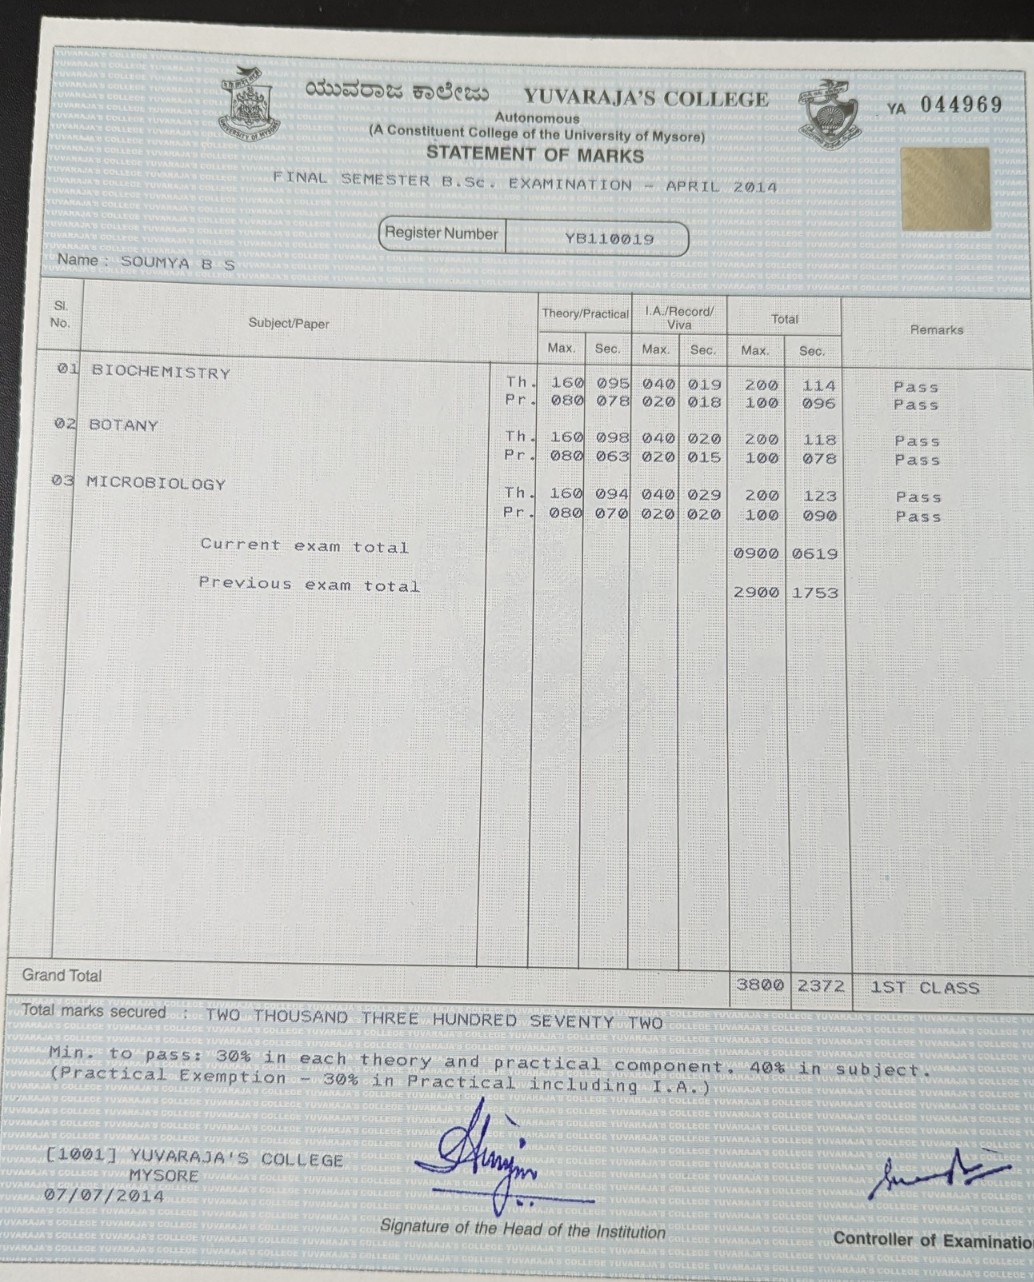 ಯುವರಾಜ ಕಾಲೇಜು YUVARAJA'S COLLEGE YA 044969
Autonomous
(A Constituent College of the University of Mysore)
STATEMENT OF MARKS
FINAL SEMESTER B.Sc. EXAMINATION - APRIL 2014
Register Number YB110019
Name : SOUMYA B S
Sl. No. Subject/Paper Theory/Practical I.A./Record/Viva Total Remarks
Max. Sec. Max. Sec. Max. Sec.
01 BIOCHEMISTRY Th. 160 095 040 019 200 114 Pass
Pr. 080 078 020 018 100 096 Pass
02 BOTANY Th. 160 098 040 020 200 118 Pass
Pr. 080 063 020 015 100 078 Pass
03 MICROBIOLOGY Th. 160 094 040 029 200 123 Pass
Pr. 080 070 020 020 100 090 Pass
Current exam total 0900 0619
Previous exam total 2900 1753
Grand Total 3800 2372 1ST CLASS
Total marks secured : TWO THOUSAND THREE HUNDRED SEVENTY TWO
Min. to pass: 30% in each theory and practical component. 40% in subject.
(Practical Exemption - 30% in Practical including I.A.)
[1001] YUVARAJA'S COLLEGE
MYSORE
07/07/2014
Signature of the Head of the Institution
Controller of Examinatio